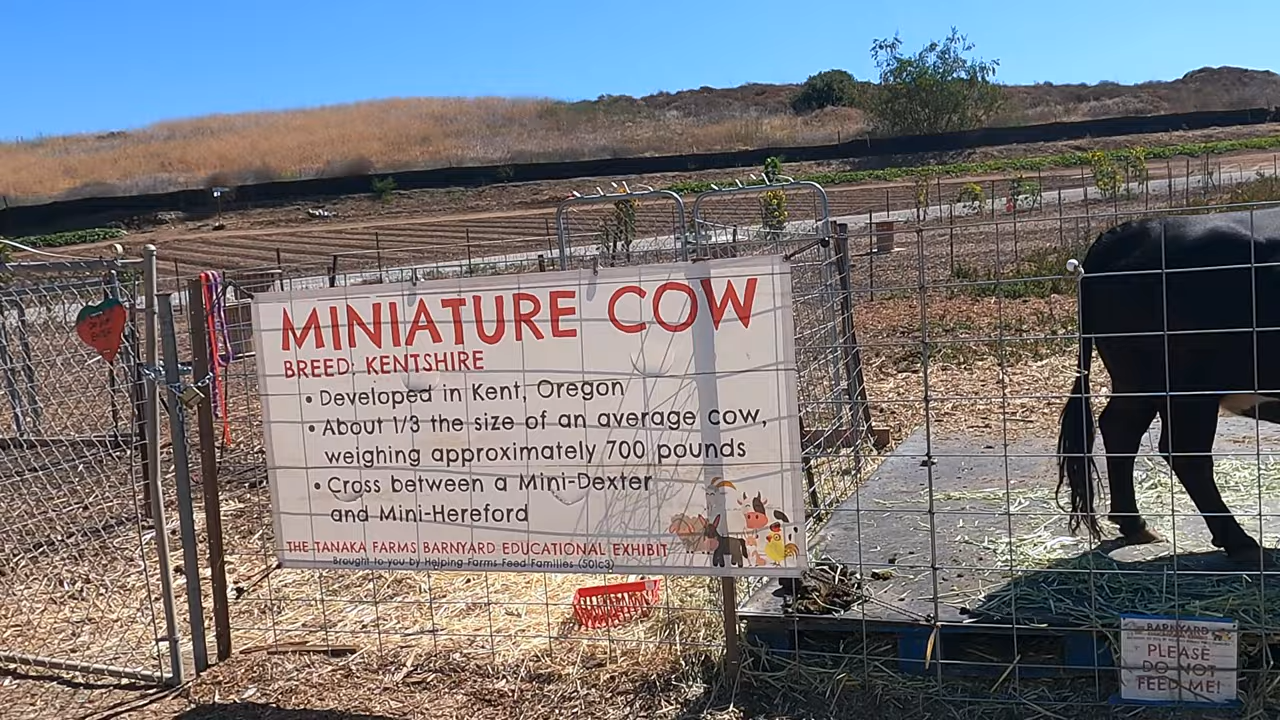 MINIATURE COW
BREED: KENTSHIRE
• Developed in Kent, Oregon
• About 1/3 the size of an average cow,
weighing approximately 700 pounds
• Cross between a Mini-Dexter
and Mini-Hereford
THE TANAKA FARMS BARNYARD EDUCATIONAL EXHIBIT
Brought to you by Helping Farms Feed Families (501c3)
BARNYARD
PLEASE
DO NOT
FEED ME!